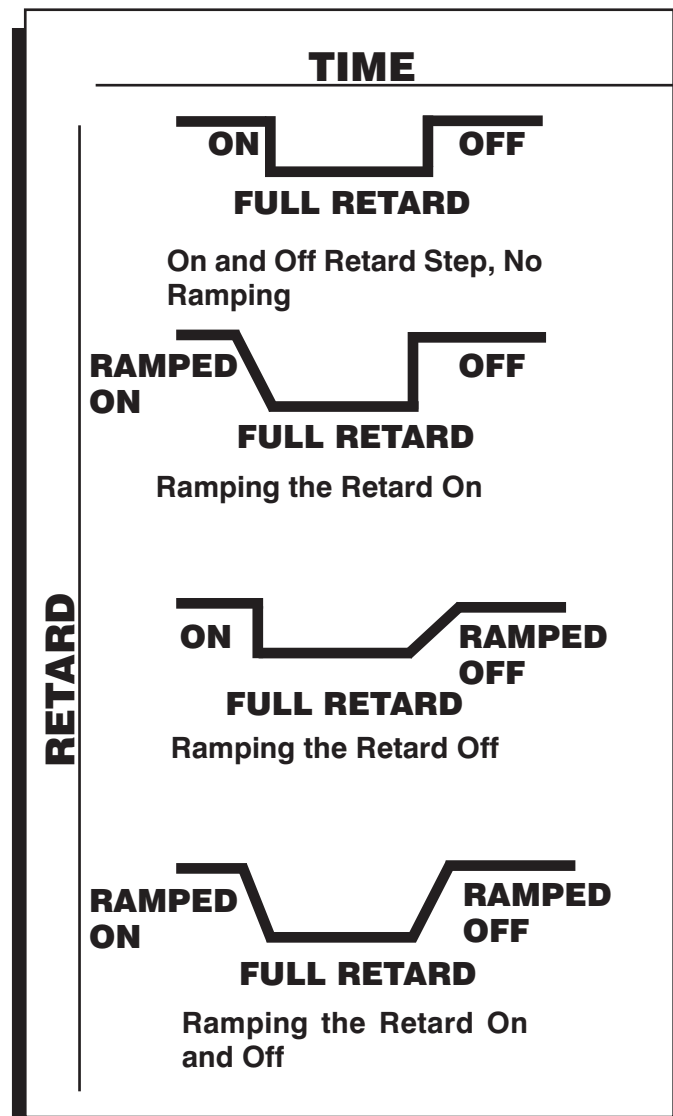 TIME
ON
OFF
FULL RETARD
On and Off Retard Step, No
Ramping
RAMPED
ON
OFF
FULL RETARD
Ramping the Retard On
RETARD
ON
RAMPED
OFF
FULL RETARD
Ramping the Retard Off
RAMPED
ON
RAMPED
OFF
FULL RETARD
Ramping the Retard On
and Off